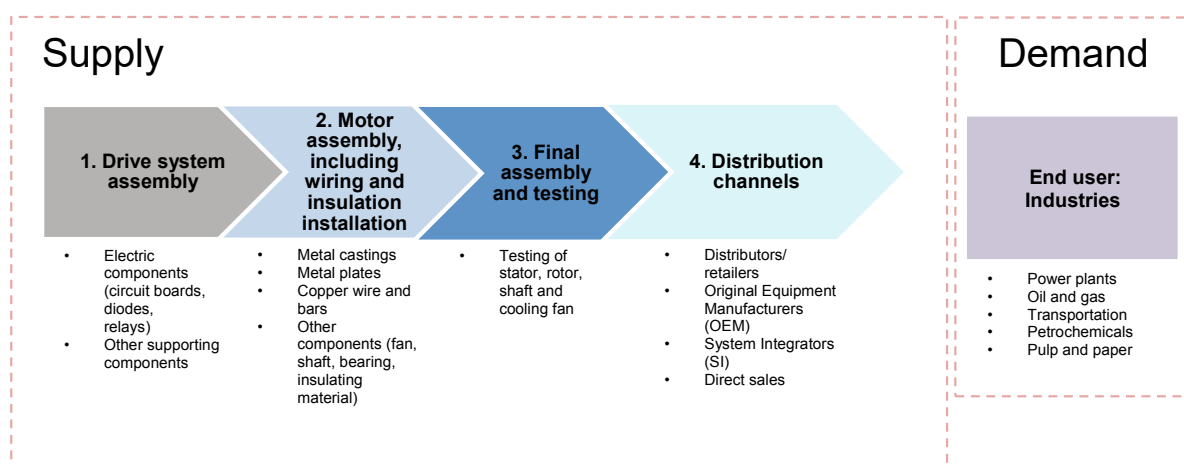 Supply
1. Drive system
assembly
2. Motor
assembly,
including
wiring and
insulation
installation
3. Final
assembly
and testing
4. Distribution
channels
• Electric
components
(circuit boards,
diodes,
relays)
• Other supporting
components
• Metal castings
• Metal plates
• Copper wire and
bars
• Other
components (fan,
shaft, bearing,
insulating
material)
• Testing of
stator, rotor,
shaft and
cooling fan
• Distributors/
retailers
• Original Equipment
Manufacturers
(OEM)
• System Integrators
(SI)
• Direct sales
Demand
End user:
Industries
• Power plants
• Oil and gas
• Transportation
• Petrochemicals
• Pulp and paper